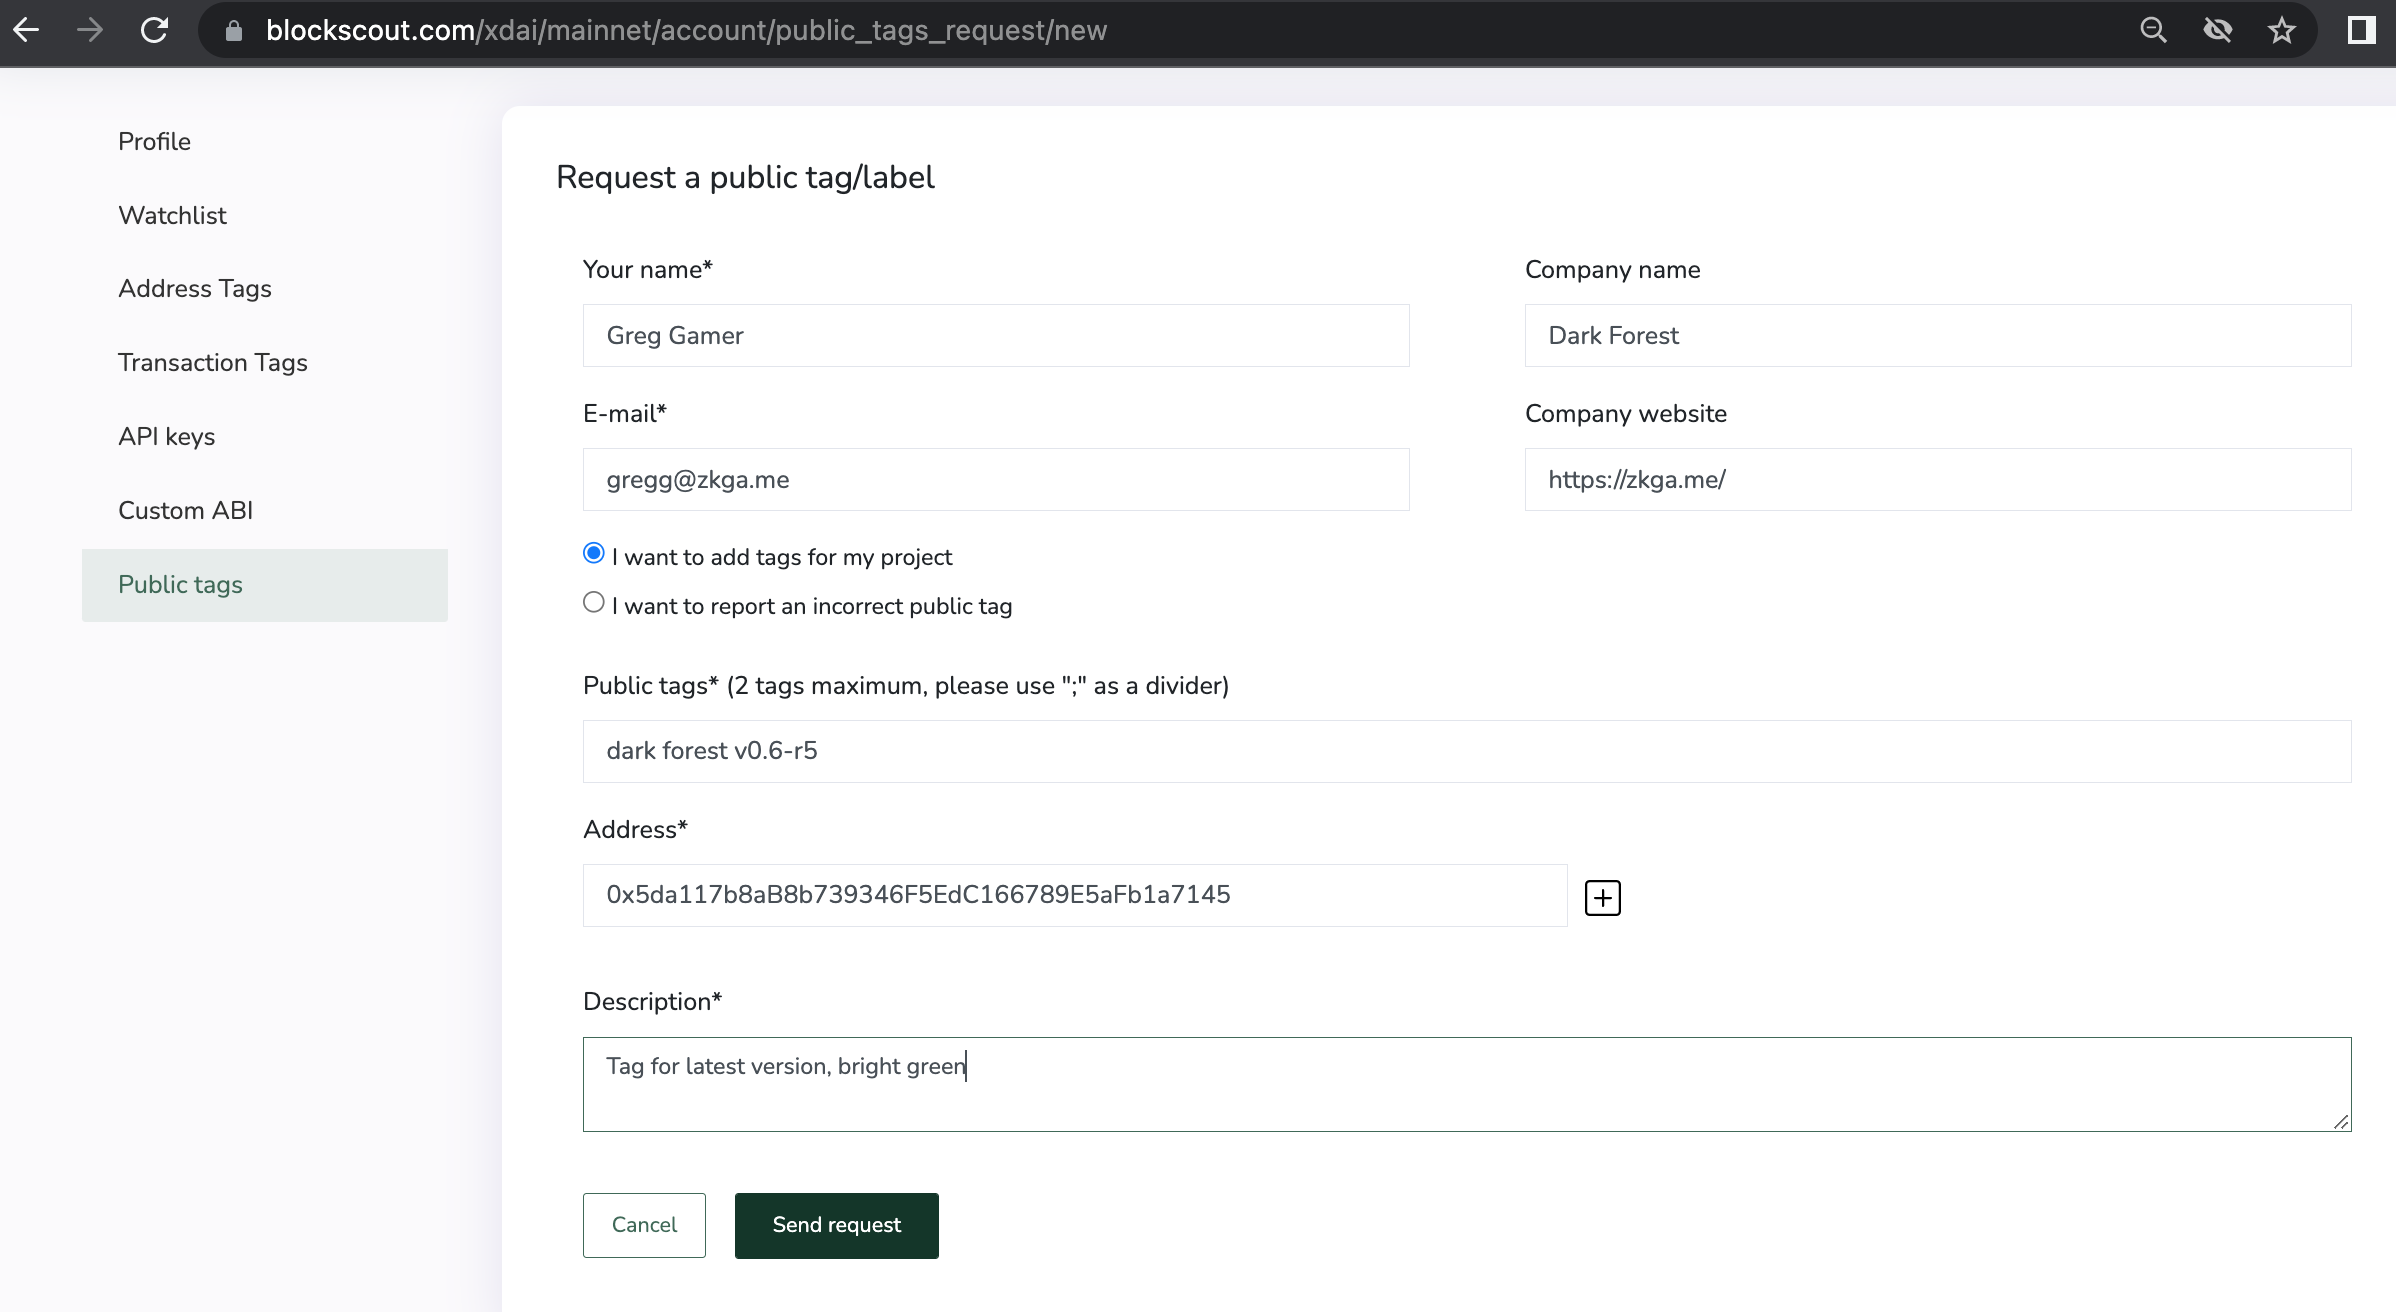 blockscout.com/xdai/mainnet/account/public_tags_request/new
Profile
Watchlist
Address Tags
Transaction Tags
API keys
Custom ABI
Public tags
Request a public tag/label
Your name*
Company name
Greg Gamer
Dark Forest
E-mail*
Company website
gregg@zkga.me
https://zkga.me/
I want to add tags for my project
I want to report an incorrect public tag
Public tags* (2 tags maximum, please use ";" as a divider)
dark forest v0.6-r5
Address*
0x5da117b8aB8b739346F5EdC166789E5aFb1a7145
Description*
Tag for latest version, bright green
Cancel
Send request